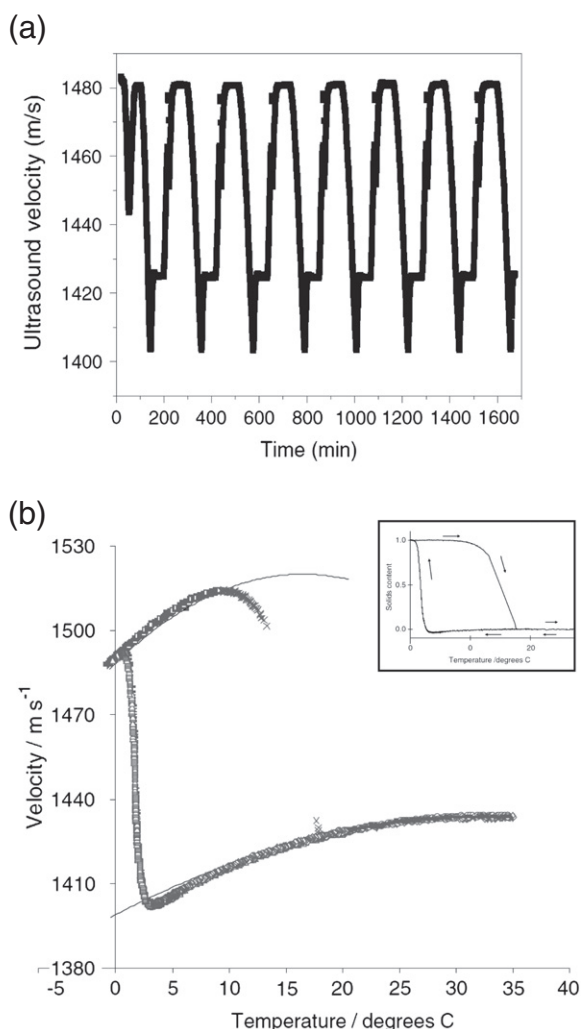 (a)
Ultrasound velocity (m/s)
1480
1460
1440
1420
1400
0 200 400 600 800 1000 1200 1400 1600
Time (min)
(b)
Velocity / m s-1
1530
1500
1470
1440
1410
1380
-5 0 5 10 15 20 25 30 35 40
Temperature / degrees C
Solids content
1.0
0.5
0.0
0 0 20
Temperature /degrees C